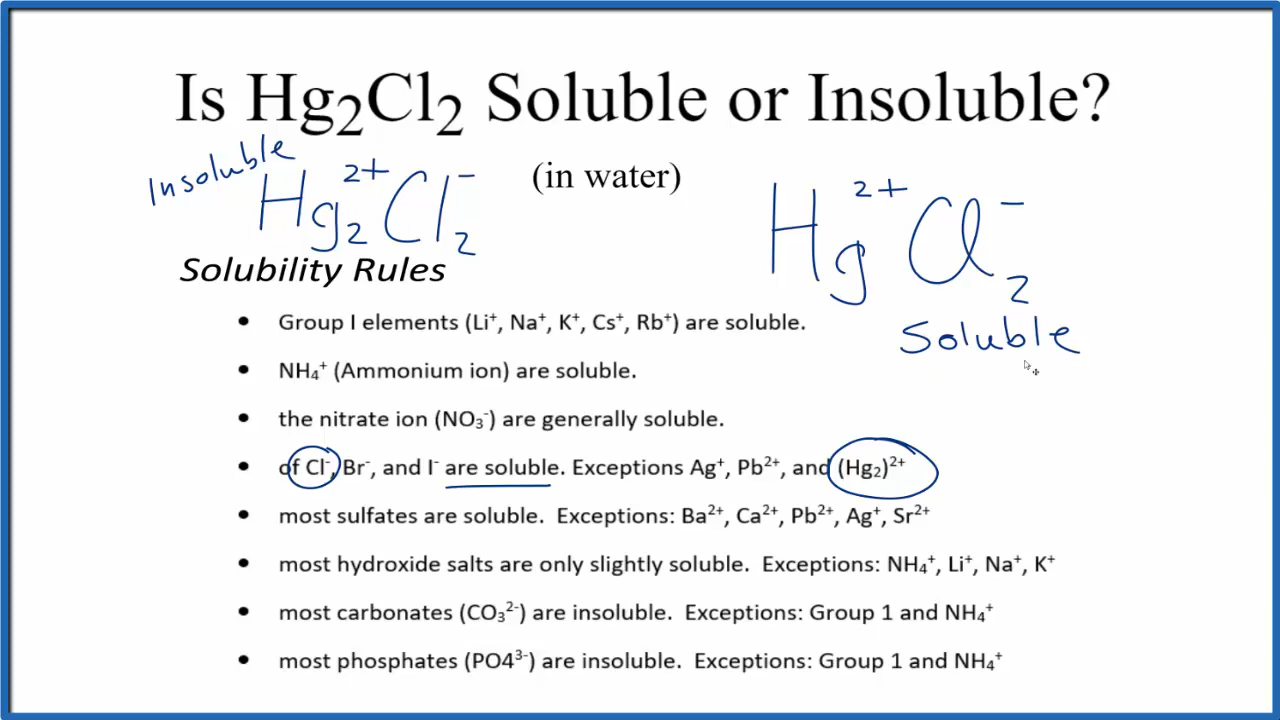 Is Hg₂Cl₂ Soluble or Insoluble?
(in water)
Insoluble
Hg₂²⁺Cl₂⁻
Hg²⁺Cl₂⁻
Soluble
Solubility Rules
• Group I elements (Li⁺, Na⁺, K⁺, Cs⁺, Rb⁺) are soluble.
• NH₄⁺ (Ammonium ion) are soluble.
• the nitrate ion (NO₃⁻) are generally soluble.
• of Cl⁻, Br⁻, and I⁻ are soluble. Exceptions Ag⁺, Pb²⁺, and (Hg₂)²⁺
• most sulfates are soluble. Exceptions: Ba²⁺, Ca²⁺, Pb²⁺, Ag⁺, Sr²⁺
• most hydroxide salts are only slightly soluble. Exceptions: NH₄⁺, Li⁺, Na⁺, K⁺
• most carbonates (CO₃²⁻) are insoluble. Exceptions: Group 1 and NH₄⁺
• most phosphates (PO4³⁻) are insoluble. Exceptions: Group 1 and NH₄⁺